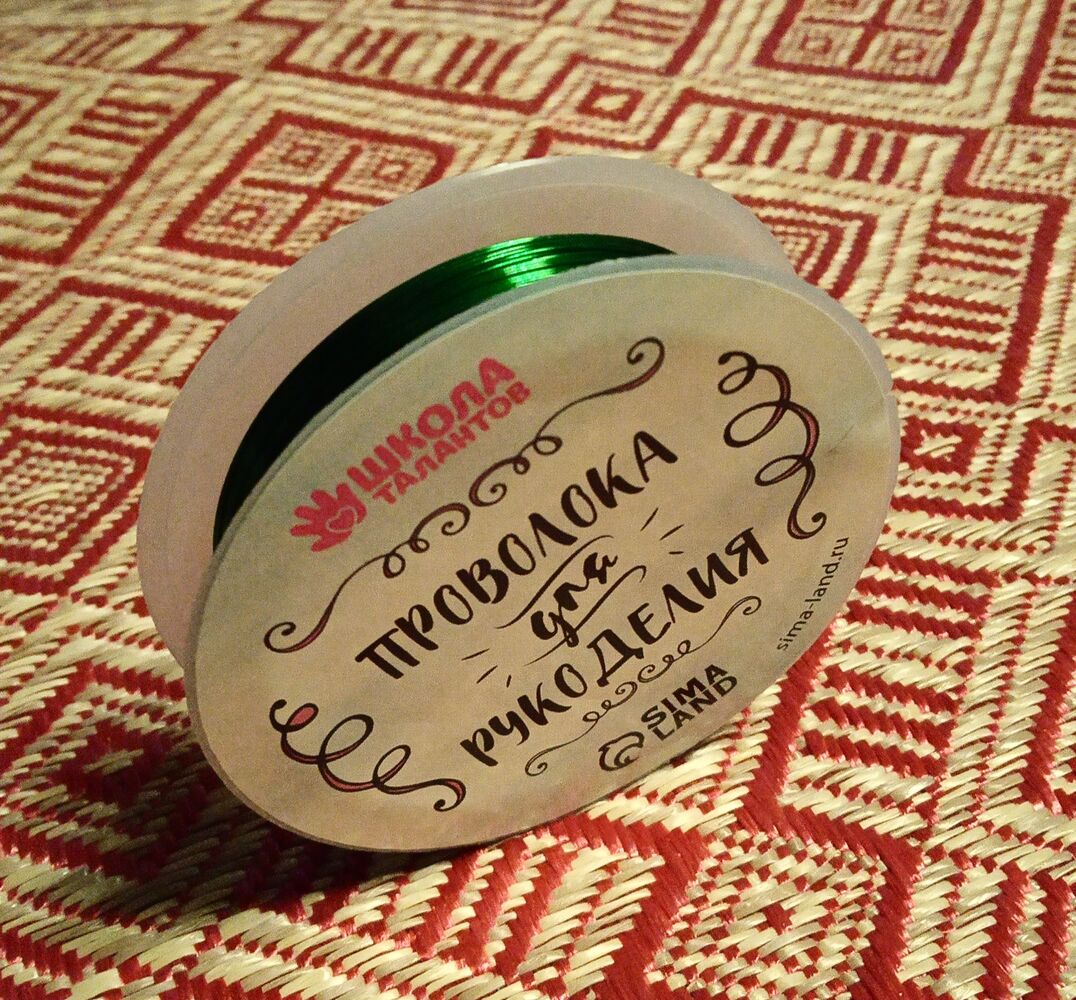 ШКОЛА
ТАЛАНТОВ
ПРОВОЛОКА
для
РУКОДЕЛИЯ
SIMA
LAND
sima-land.ru